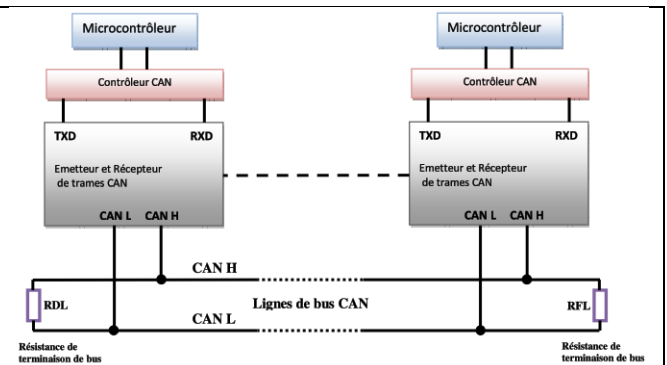 Microcontrôleur
Microcontrôleur
Contrôleur CAN
Contrôleur CAN
TXD RXD
TXD RXD
Emetteur et Récepteur
de trames CAN
Emetteur et Récepteur
de trames CAN
CAN L CAN H
CAN L CAN H
CAN H
RDL
Lignes de bus CAN
RFL
CAN L
Résistance de
terminaison de bus
Résistance de
terminaison de bus